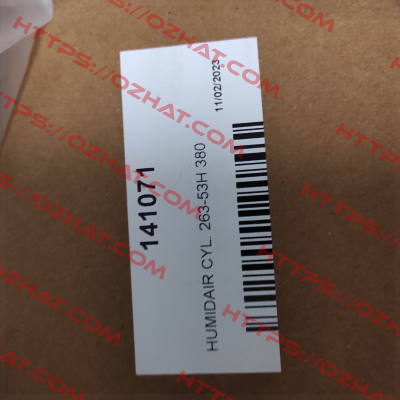 141071
HUMIDAIR CYL. 263-53H 380
11/02/2023
HTTPS://OZHAT.COM